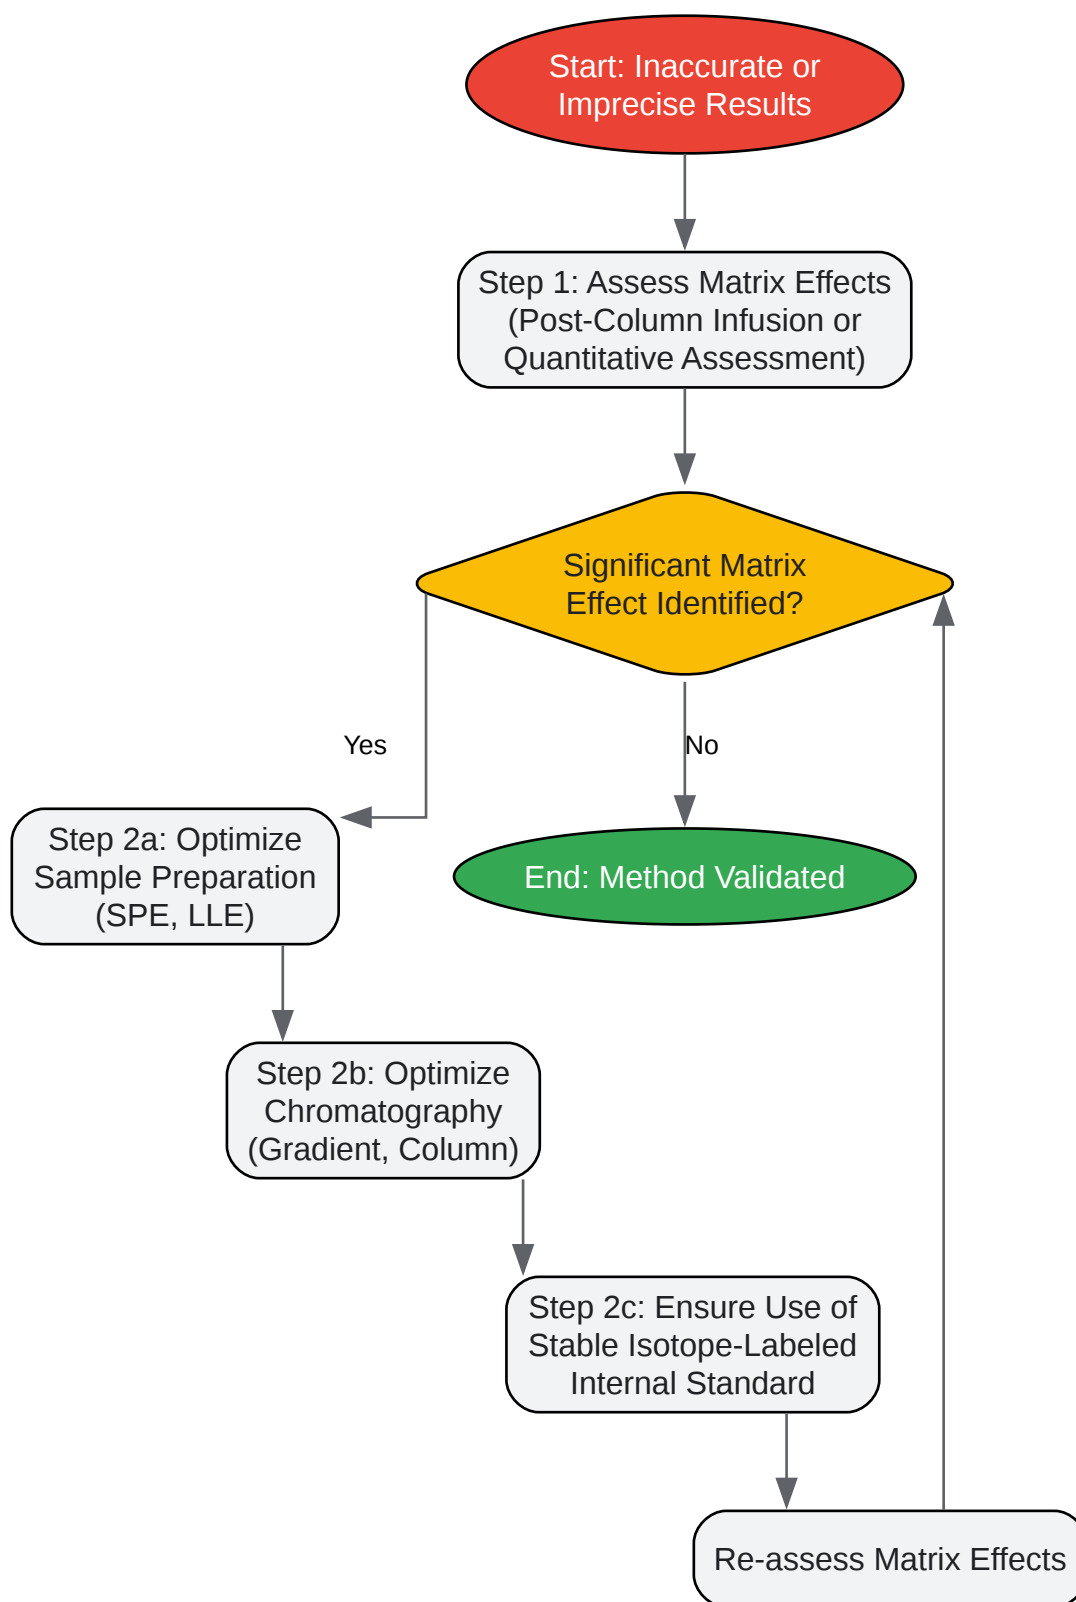 Start: Inaccurate or
Imprecise Results
Step 1: Assess Matrix Effects
(Post-Column Infusion or
Quantitative Assessment)
Significant Matrix
Effect Identified?
Yes
No
Step 2a: Optimize
Sample Preparation
(SPE, LLE)
End: Method Validated
Step 2b: Optimize
Chromatography
(Gradient, Column)
Step 2c: Ensure Use of
Stable Isotope-Labeled
Internal Standard
Re-assess Matrix Effects